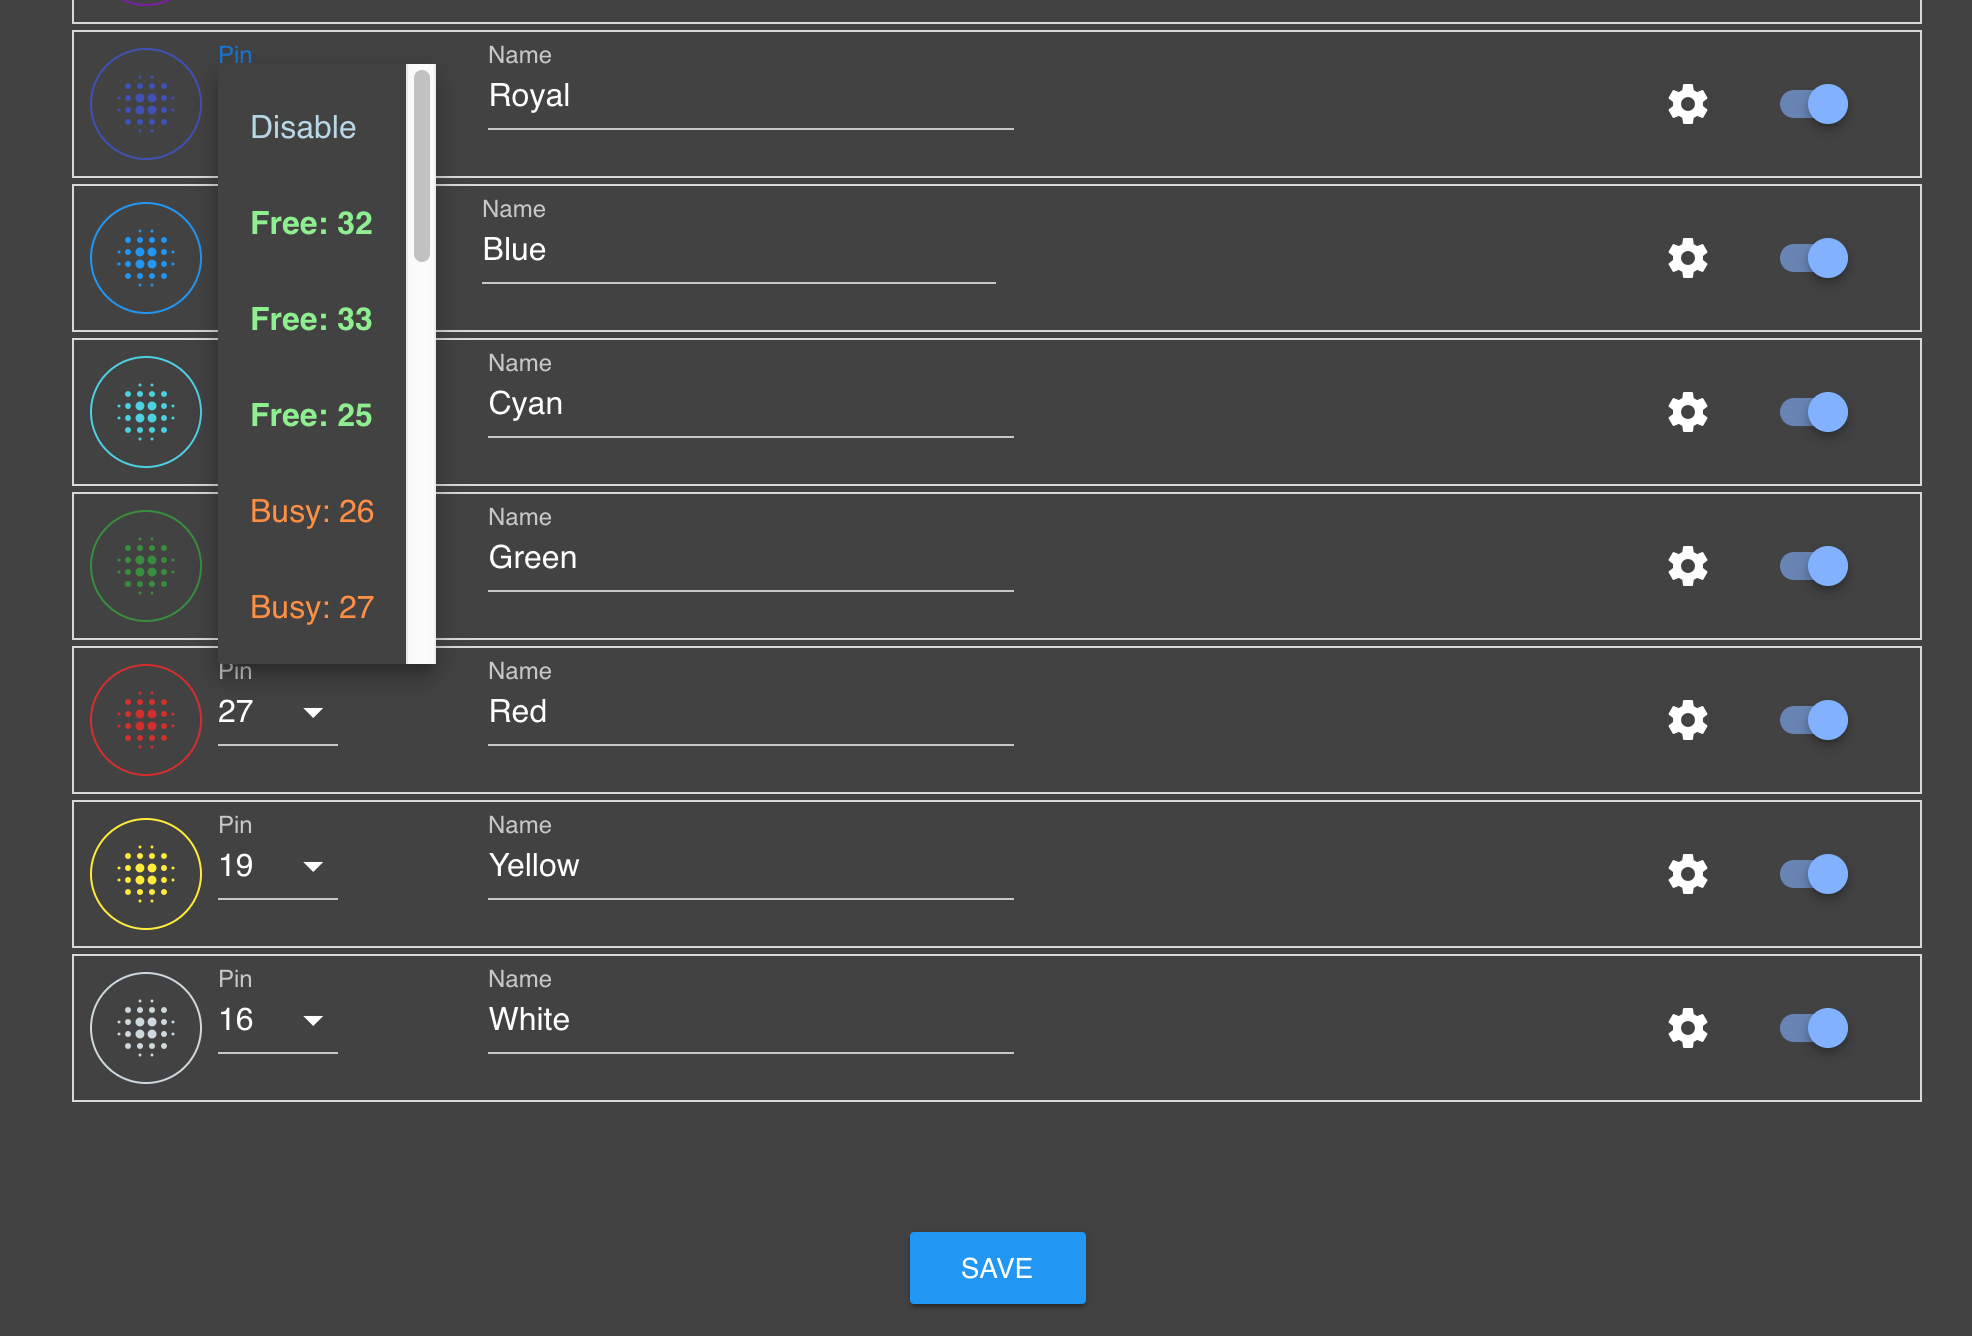 Pin
Name
Royal
Disable
Free: 32
Name
Blue
Free: 33
Name
Cyan
Free: 25
Busy: 26
Name
Green
Busy: 27
Pin
Name
27
Red
Pin
Name
19
Yellow
Pin
Name
16
White
SAVE